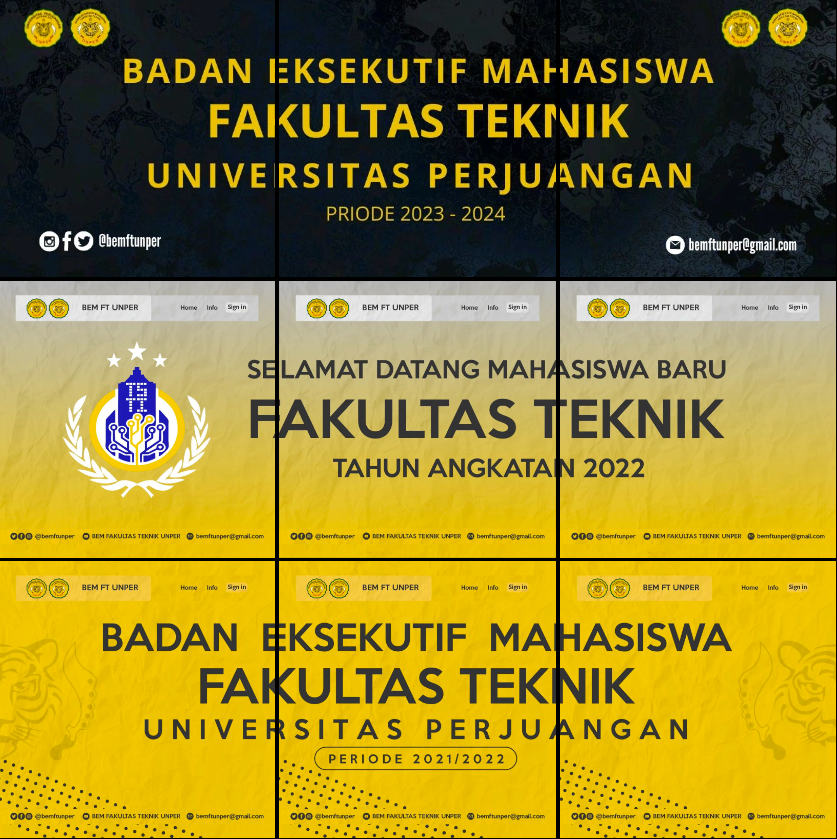 BADAN EKSEKUTIF MAHASISWA
FAKULTAS TEKNIK
UNIVERSITAS PERJUANGAN
PRIODE 2023 - 2024
@bemftunper
bemftunper@gmail.com
BEM FT UNPER Home Info Sign in
BEM FT UNPER Home Info Sign in
BEM FT UNPER Home Info Sign in
SELAMAT DATANG MAHASISWA BARU
FAKULTAS TEKNIK
TAHUN ANGKATAN 2022
@bemftunper BEM FAKULTAS TEKNIK UNPER bemftunper@gmail.com
@bemftunper BEM FAKULTAS TEKNIK UNPER bemftunper@gmail.com
@bemftunper BEM FAKULTAS TEKNIK UNPER bemftunper@gmail.com
BEM FT UNPER Home Info Sign in
BEM FT UNPER Home Info Sign in
BEM FT UNPER Home Info Sign in
BADAN EKSEKUTIF MAHASISWA
FAKULTAS TEKNIK
UNIVERSITAS PERJUANGAN
PERIODE 2021/2022
@bemftunper BEM FAKULTAS TEKNIK UNPER bemftunper@gmail.com
@bemftunper BEM FAKULTAS TEKNIK UNPER bemftunper@gmail.com
@bemftunper BEM FAKULTAS TEKNIK UNPER bemftunper@gmail.com